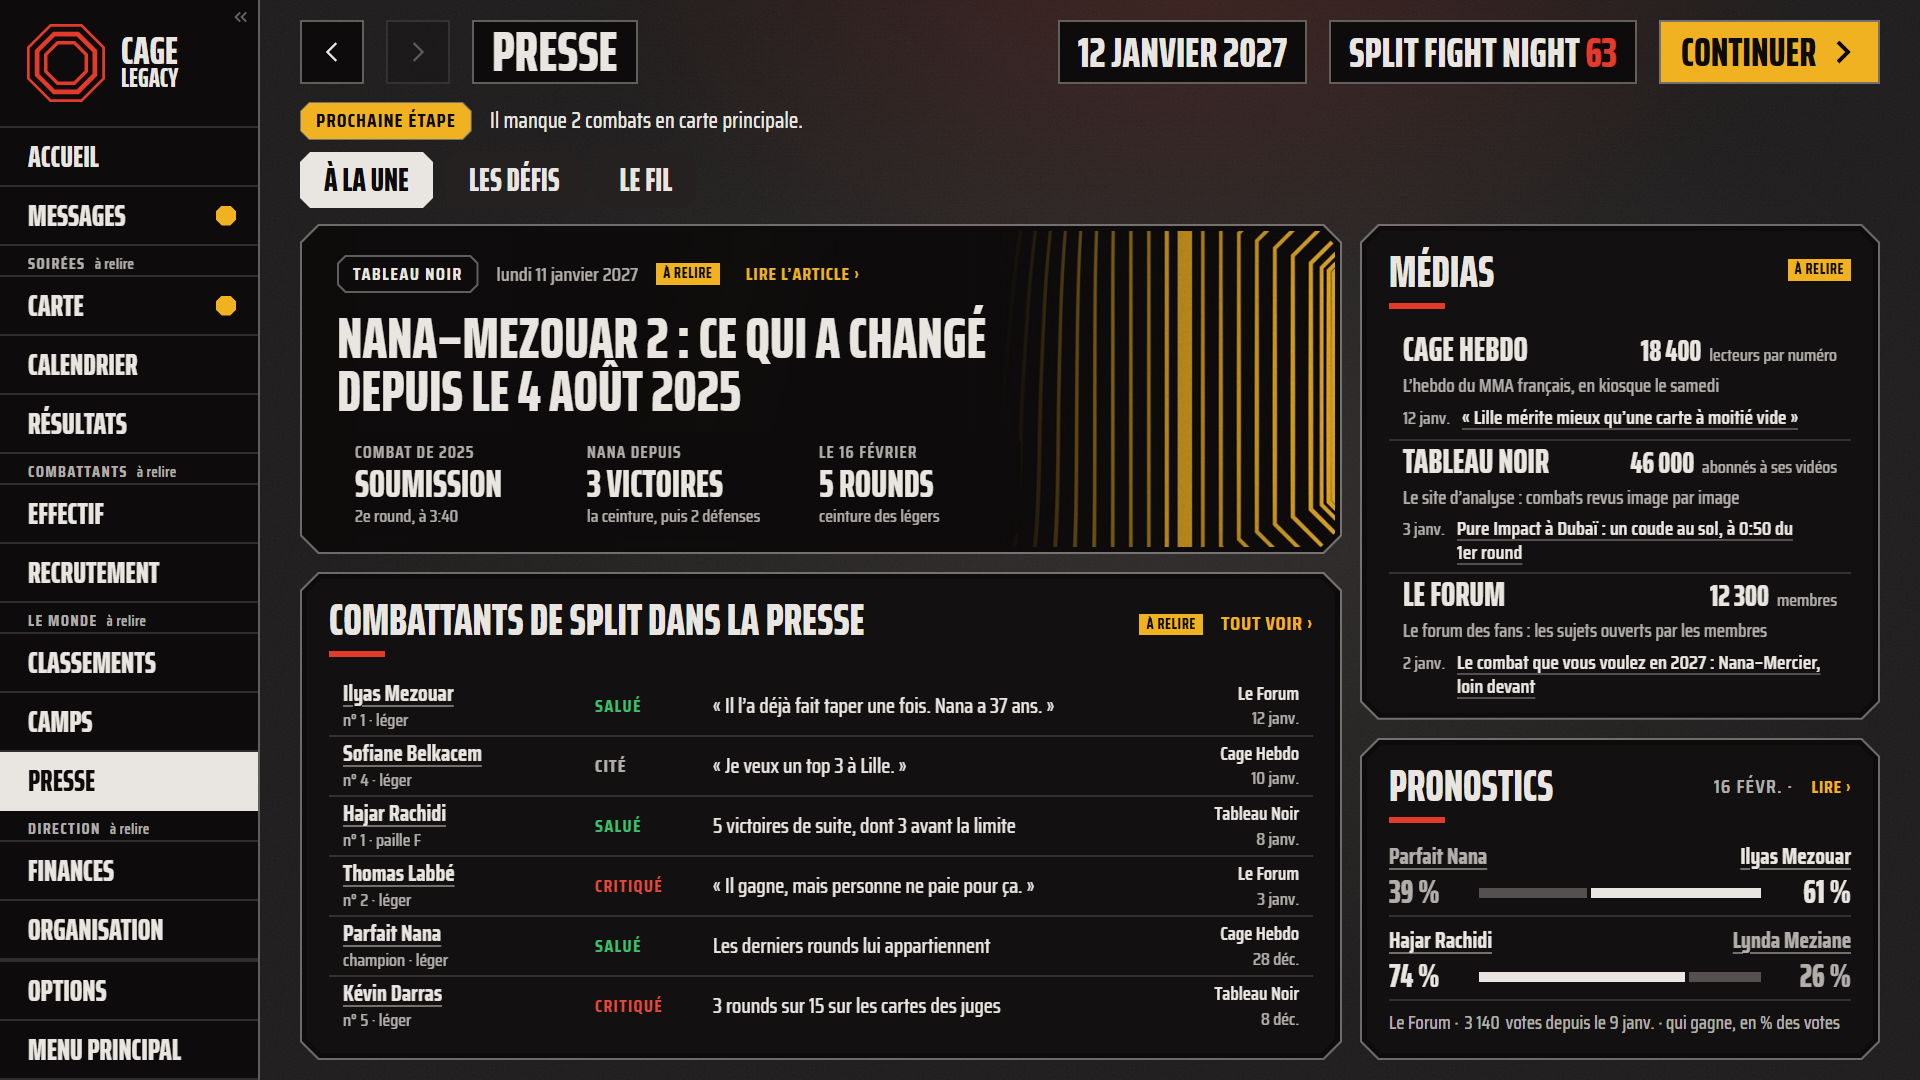 CAGE
LEGACY
ACCUEIL
MESSAGES
SOIRÉES à relire
CARTE
CALENDRIER
RÉSULTATS
COMBATTANTS à relire
EFFECTIF
RECRUTEMENT
LE MONDE à relire
CLASSEMENTS
CAMPS
PRESSE
DIRECTION à relire
FINANCES
ORGANISATION
OPTIONS
MENU PRINCIPAL
PRESSE
12 JANVIER 2027
SPLIT FIGHT NIGHT 63
CONTINUER
PROCHAINE ÉTAPE Il manque 2 combats en carte principale.
À LA UNE LES DÉFIS LE FIL
TABLEAU NOIR lundi 11 janvier 2027 À RELIRE LIRE L'ARTICLE ›
NANA–MEZOUAR 2 : CE QUI A CHANGÉ
DEPUIS LE 4 AOÛT 2025
COMBAT DE 2025
SOUMISSION
2e round, à 3:40
NANA DEPUIS
3 VICTOIRES
la ceinture, puis 2 défenses
LE 16 FÉVRIER
5 ROUNDS
ceinture des légers
COMBATTANTS DE SPLIT DANS LA PRESSE À RELIRE TOUT VOIR ›
Ilyas Mezouar
n° 1 · léger
SALUÉ
« Il l'a déjà fait taper une fois. Nana a 37 ans. »
Le Forum
12 janv.
Sofiane Belkacem
n° 4 · léger
CITÉ
« Je veux un top 3 à Lille. »
Cage Hebdo
10 janv.
Hajar Rachidi
n° 1 · paille F
SALUÉ
5 victoires de suite, dont 3 avant la limite
Tableau Noir
8 janv.
Thomas Labbé
n° 2 · léger
CRITIQUÉ
« Il gagne, mais personne ne paie pour ça. »
Le Forum
3 janv.
Parfait Nana
champion · léger
SALUÉ
Les derniers rounds lui appartiennent
Cage Hebdo
28 déc.
Kévin Darras
n° 5 · léger
CRITIQUÉ
3 rounds sur 15 sur les cartes des juges
Tableau Noir
8 déc.
MÉDIAS À RELIRE
CAGE HEBDO 18 400 lecteurs par numéro
L'hebdo du MMA français, en kiosque le samedi
12 janv. « Lille mérite mieux qu'une carte à moitié vide »
TABLEAU NOIR 46 000 abonnés à ses vidéos
Le site d'analyse : combats revus image par image
3 janv. Pure Impact à Dubaï : un coude au sol, à 0:50 du
1er round
LE FORUM 12 300 membres
Le forum des fans : les sujets ouverts par les membres
2 janv. Le combat que vous voulez en 2027 : Nana–Mercier,
loin devant
PRONOSTICS 16 FÉVR. · LIRE ›
Parfait Nana Ilyas Mezouar
39 % 61 %
Hajar Rachidi Lynda Meziane
74 % 26 %
Le Forum · 3 140 votes depuis le 9 janv. · qui gagne, en % des votes